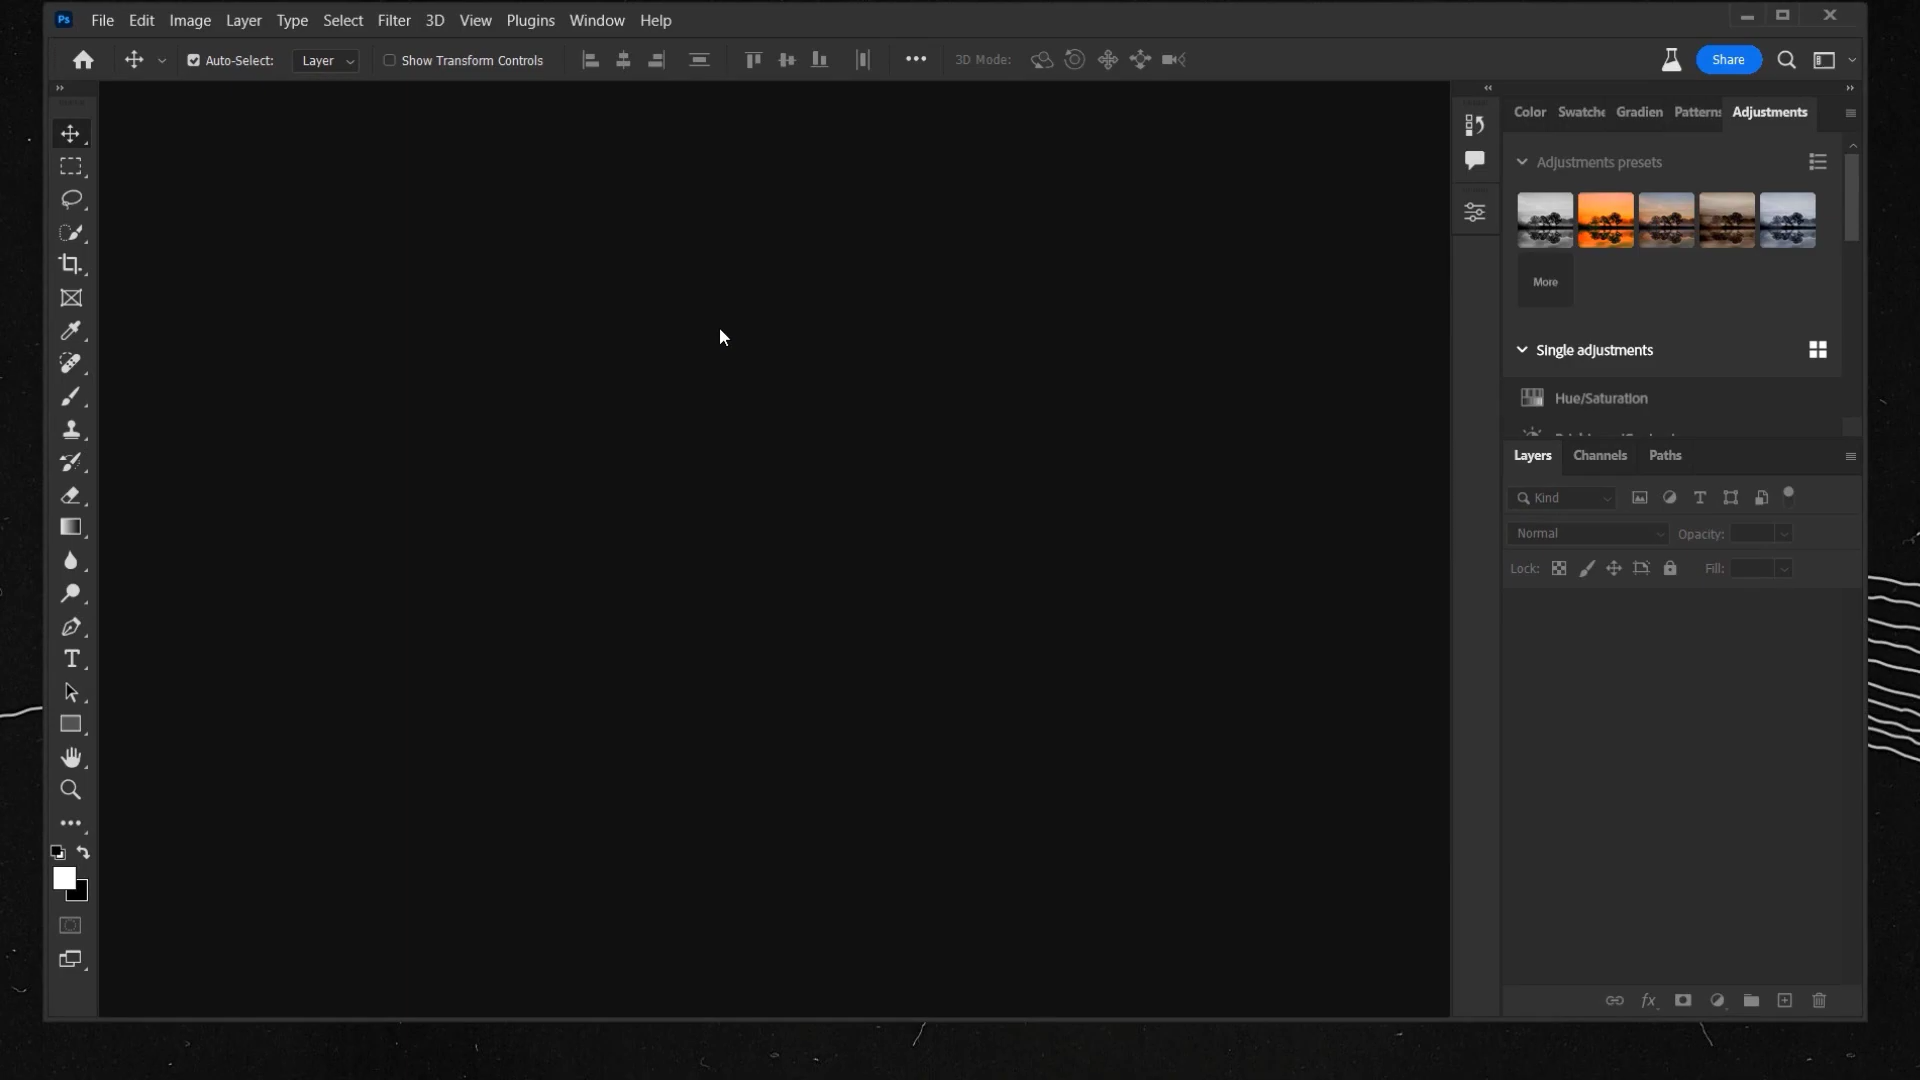 Ps File Edit Image Layer Type Select Filter 3D View Plugins Window Help
Auto-Select: Layer Show Transform Controls 3D Mode: Share
Color Swatche Gradien Patterns Adjustments
Adjustments presets
More
Single adjustments
Hue/Saturation
Layers Channels Paths
Kind
Normal Opacity:
Lock: Fill:
fx